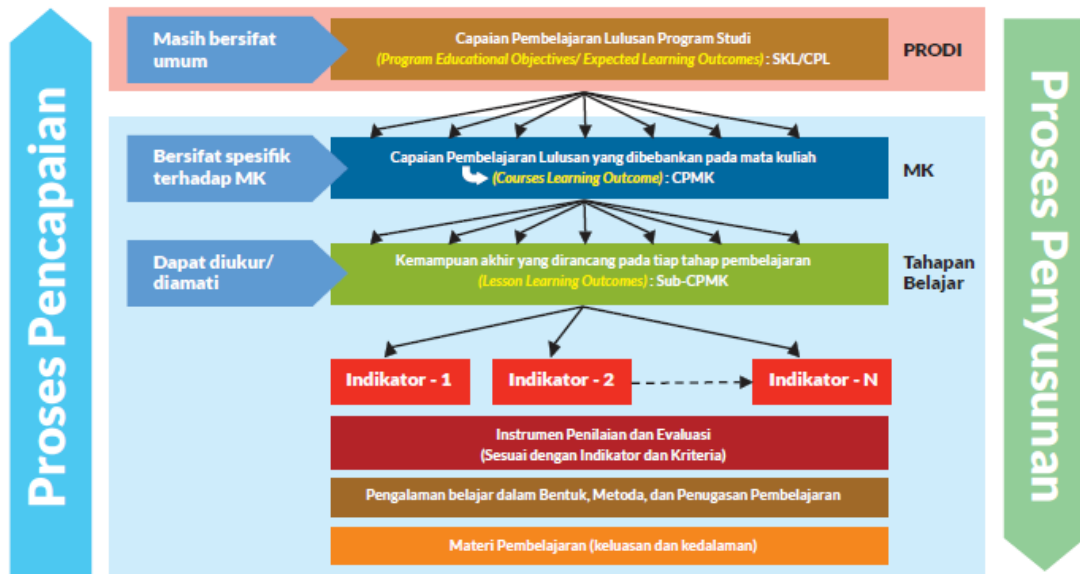 Proses Pencapaian
Masih bersifat
umum
Capaian Pembelajaran Lulusan Program Studi
(Program Educational Objectives/ Expected Learning Outcomes) : SKL/CPL
PRODI
Bersifat spesifik
terhadap MK
Capaian Pembelajaran Lulusan yang dibebankan pada mata kuliah
(Courses Learning Outcome) : CPMK
MK
Dapat diukur/
diamati
Kemampuan akhir yang dirancang pada tiap tahap pembelajaran
(Lesson Learning Outcomes) : Sub-CPMK
Tahapan
Belajar
Indikator - 1
Indikator - 2
Indikator - N
Instrumen Penilaian dan Evaluasi
(Sesuai dengan Indikator dan Kriteria)
Pengalaman belajar dalam Bentuk, Metoda, dan Penugasan Pembelajaran
Materi Pembelajaran (keluasan dan kedalaman)
Proses Penyusunan